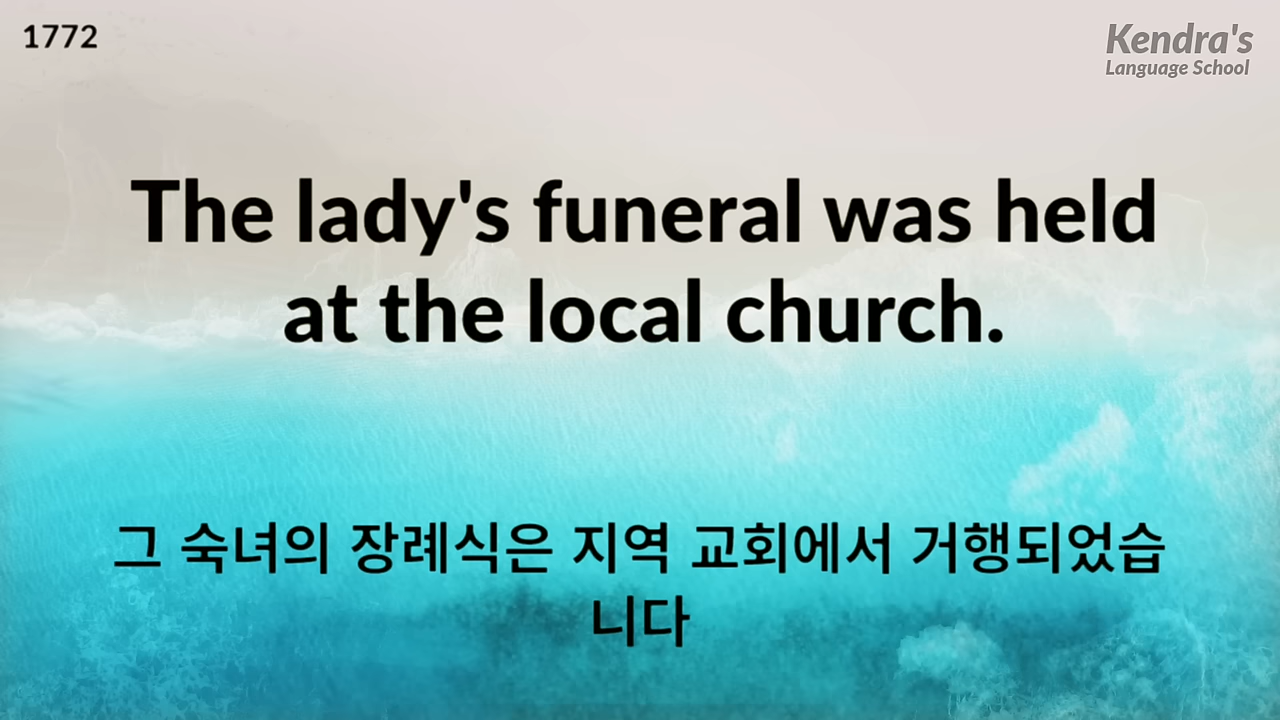 1772
Kendra's
Language School
The lady's funeral was held
at the local church.
그 숙녀의 장례식은 지역 교회에서 거행되었습
니다